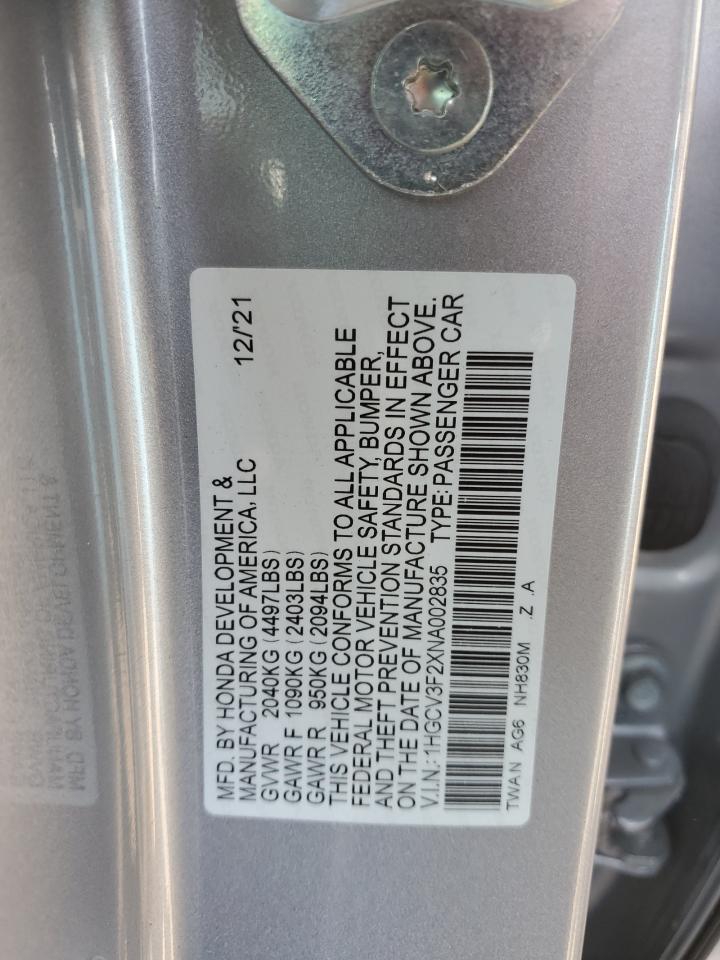 MFD. BY HONDA DEVELOPMENT &
MANUFACTURING OF AMERICA, LLC 12/'21
GVWR 2040KG (4497LBS)
GAWR F 1090KG (2403LBS)
GAWR R 950KG (2094LBS)
THIS VEHICLE CONFORMS TO ALL APPLICABLE
FEDERAL MOTOR VEHICLE SAFETY, BUMPER,
AND THEFT PREVENTION STANDARDS IN EFFECT
ON THE DATE OF MANUFACTURE SHOWN ABOVE.
V.I.N.: 1HGCV3F2XNA002835 TYPE: PASSENGER CAR
TWAN AG6 NH830M .Z .A